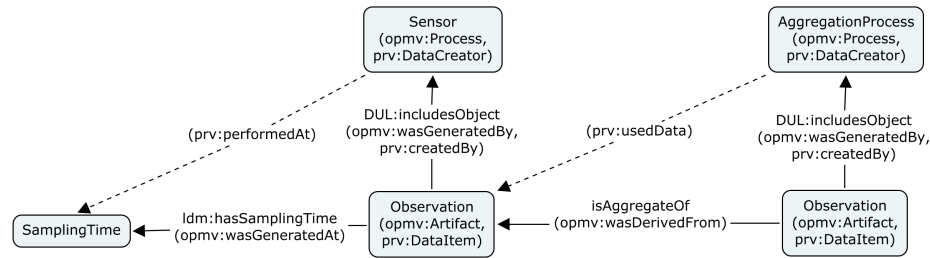 Sensor
(opmv:Process,
prv:DataCreator)
AggregationProcess
(opmv:Process,
prv:DataCreator)
(prv:performedAt)
DUL:includesObject
(opmv:wasGeneratedBy,
prv:createdBy)
(prv:usedData)
DUL:includesObject
(opmv:wasGeneratedBy,
prv:createdBy)
SamplingTime
ldm:hasSamplingTime
(opmv:wasGeneratedAt)
Observation
(opmv:Artifact,
prv:DataItem)
isAggregateOf
(opmv:wasDerivedFrom)
Observation
(opmv:Artifact,
prv:DataItem)